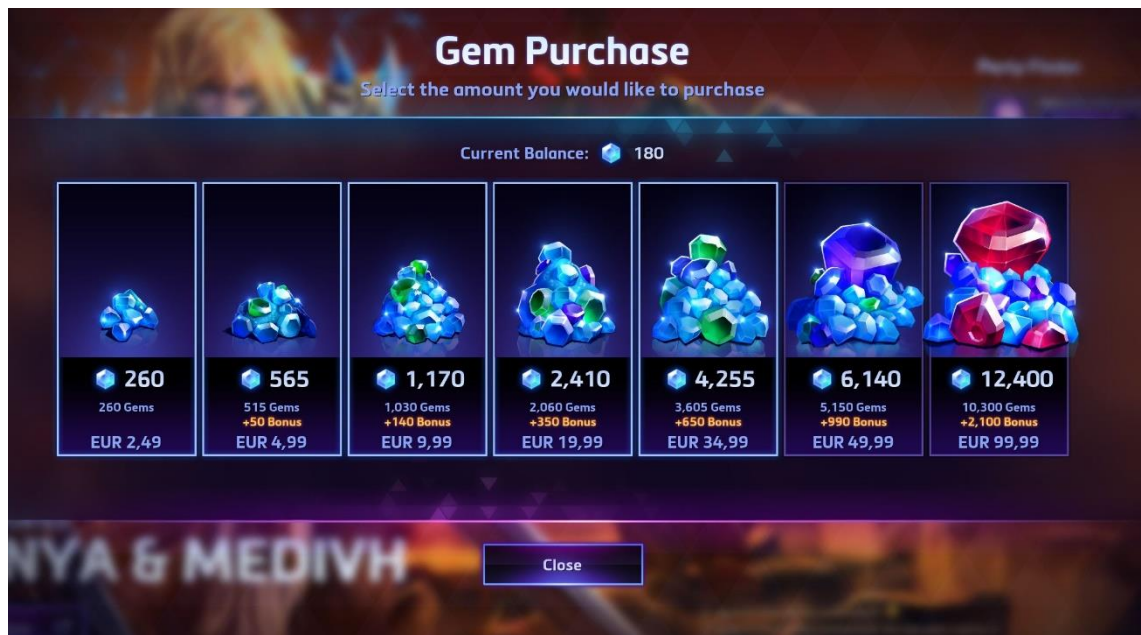 Gem Purchase
Select the amount you would like to purchase
Current Balance: 180
260
260 Gems
EUR 2,49
565
515 Gems
+50 Bonus
EUR 4,99
1,170
1,030 Gems
+140 Bonus
EUR 9,99
2,410
2,060 Gems
+350 Bonus
EUR 19,99
4,255
3,605 Gems
+650 Bonus
EUR 34,99
6,140
5,150 Gems
+990 Bonus
EUR 49,99
12,400
10,300 Gems
+2,100 Bonus
EUR 99,99
NYA & MEDIVH
Close